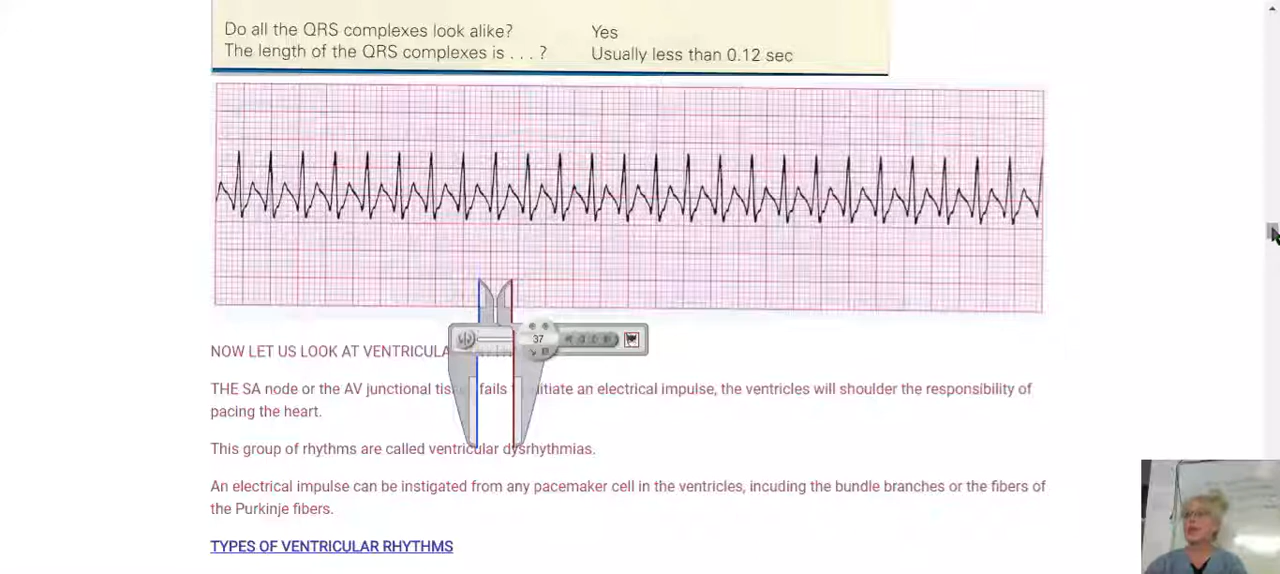 Do all the QRS complexes look alike? Yes
The length of the QRS complexes is . . . ? Usually less than 0.12 sec
37
NOW LET US LOOK AT
THE SA node or the AV junctional fails an electrical impulse, the ventricles will shoulder the responsibility of
pacing the heart.
This group of rhythms are called ventricular dysrhythmias.
An electrical impulse can be instigated from any pacemaker cell in the ventricles, incuding the bundle branches or the fibers of
the Purkinje fibers.
TYPES OF VENTRICULAR RHYTHMS